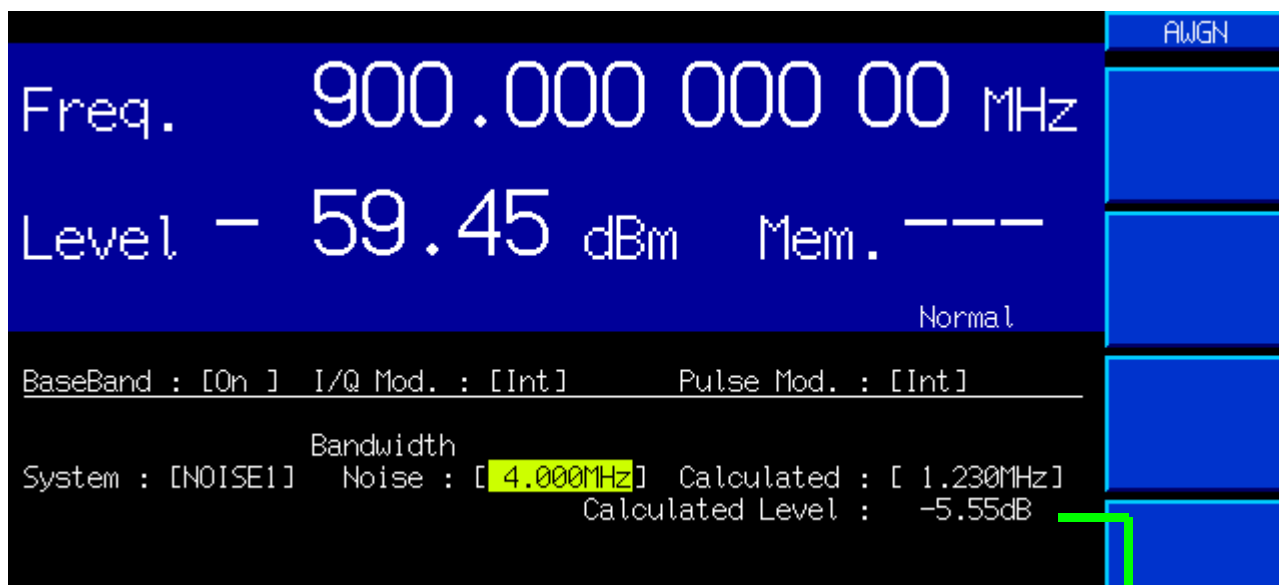 AWGN
Freq. 900.000 000 00 MHz
Level - 59.45 dBm Mem. ---
Normal
BaseBand : [On ] I/Q Mod. : [Int] Pulse Mod. : [Int]
Bandwidth
System : [NOISE1] Noise : [ 4.000MHz] Calculated : [ 1.230MHz]
Calculated Level : -5.55dB